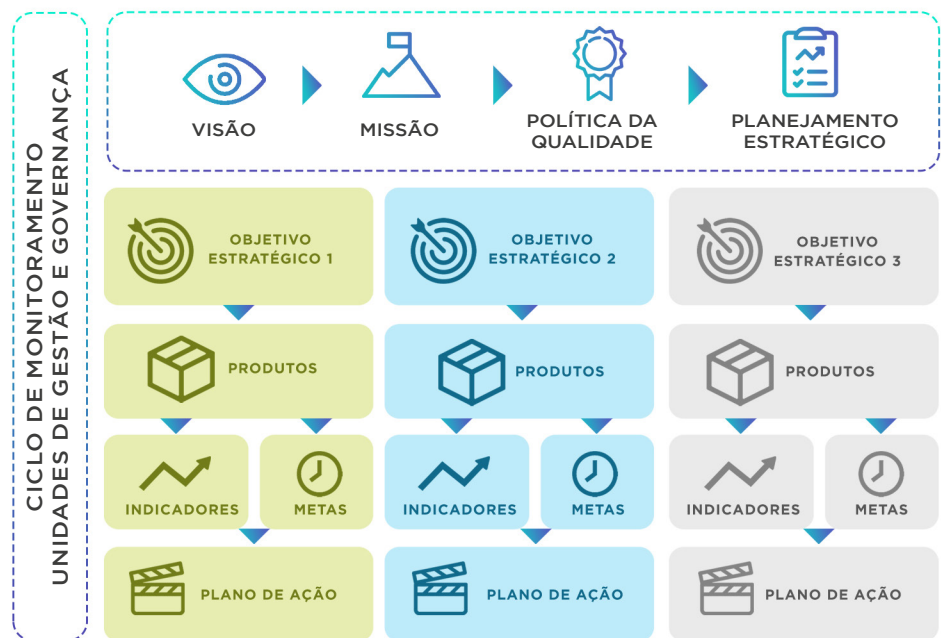 CICLO DE MONITORAMENTO
UNIDADES DE GESTÃO E GOVERNANÇA
VISÃO
MISSÃO
POLÍTICA DA
QUALIDADE
PLANEJAMENTO
ESTRATÉGICO
OBJETIVO
ESTRATÉGICO 1
OBJETIVO
ESTRATÉGICO 2
OBJETIVO
ESTRATÉGICO 3
PRODUTOS
PRODUTOS
PRODUTOS
INDICADORES
METAS
INDICADORES
METAS
INDICADORES
METAS
PLANO DE AÇÃO
PLANO DE AÇÃO
PLANO DE AÇÃO